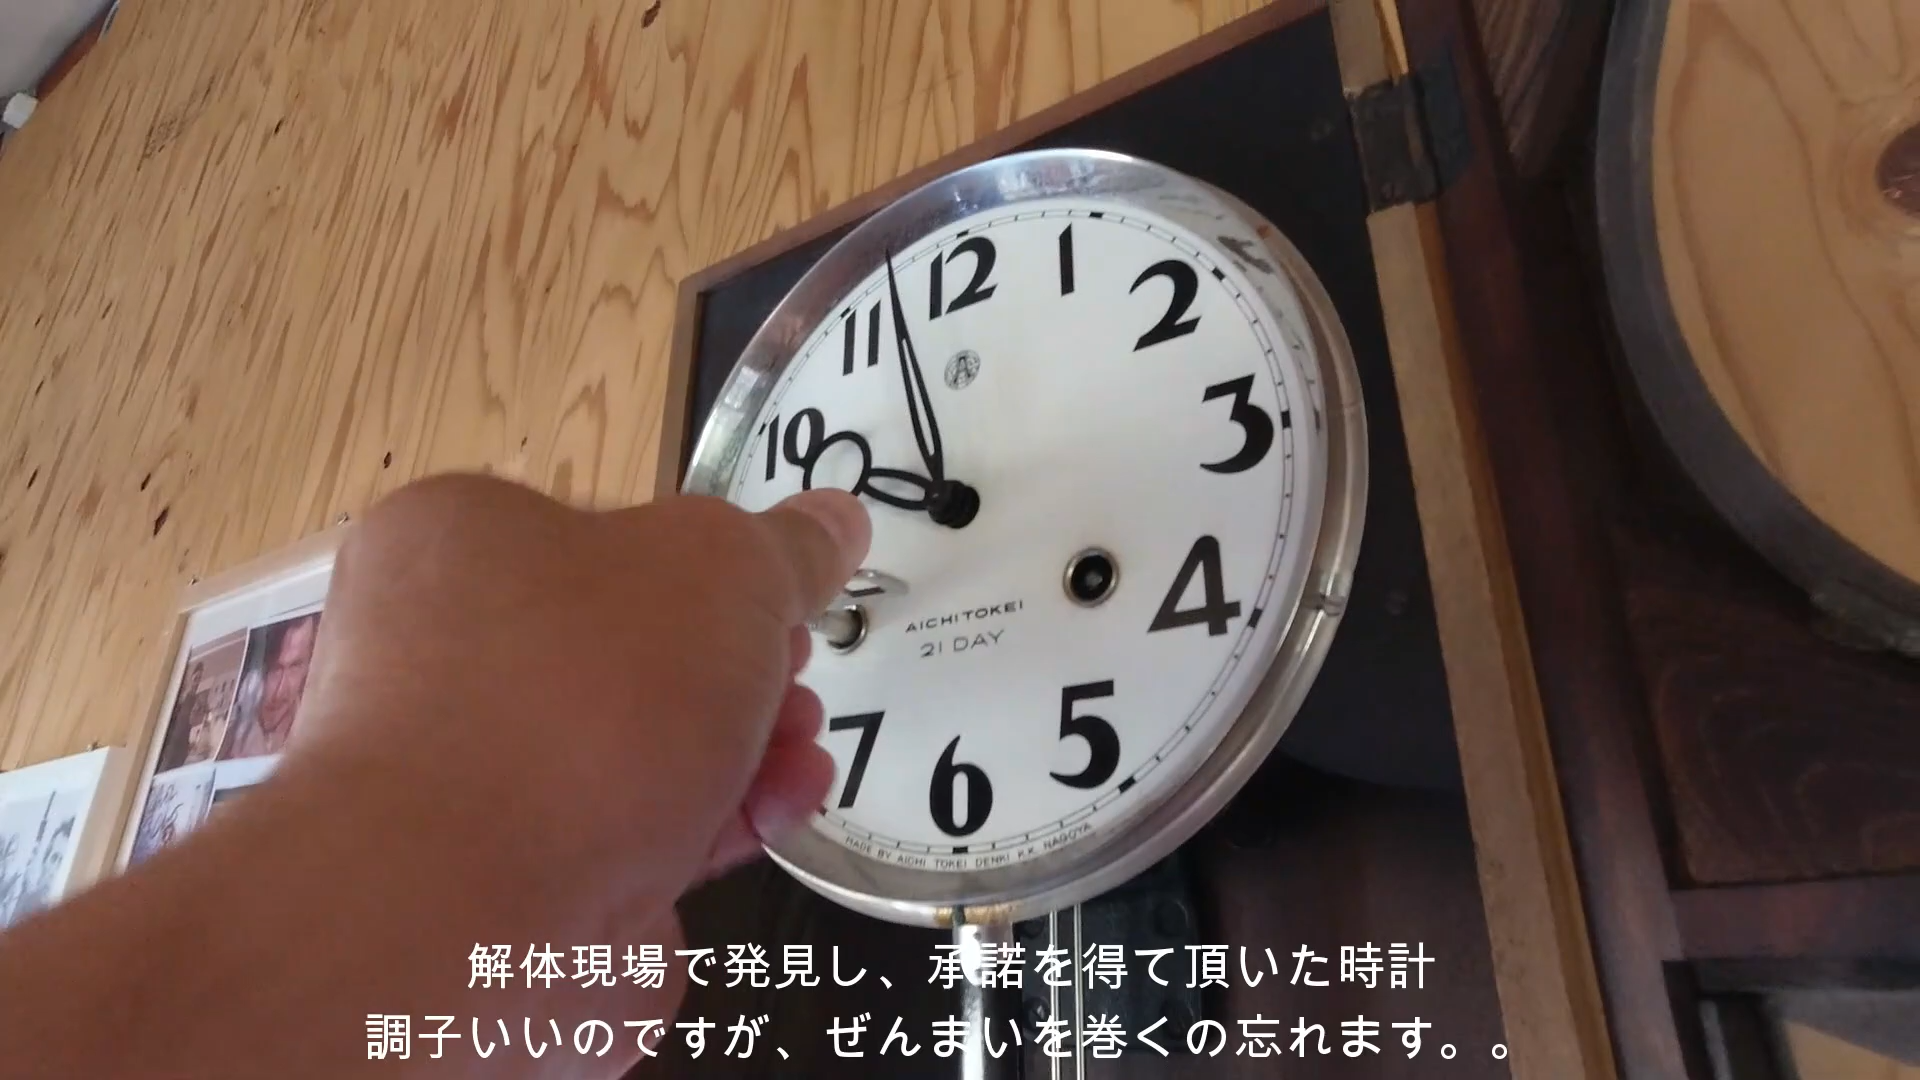 12
1
11
2
10
3
4
AICHI TOKEI
21 DAY
5
7
6
MADE BY AICHI TOKEI DENKI K.K. NAGOYA
解体現場で発見し、承諾を得て頂いた時計
調子いいのですが、ぜんまいを巻くの忘れます。。